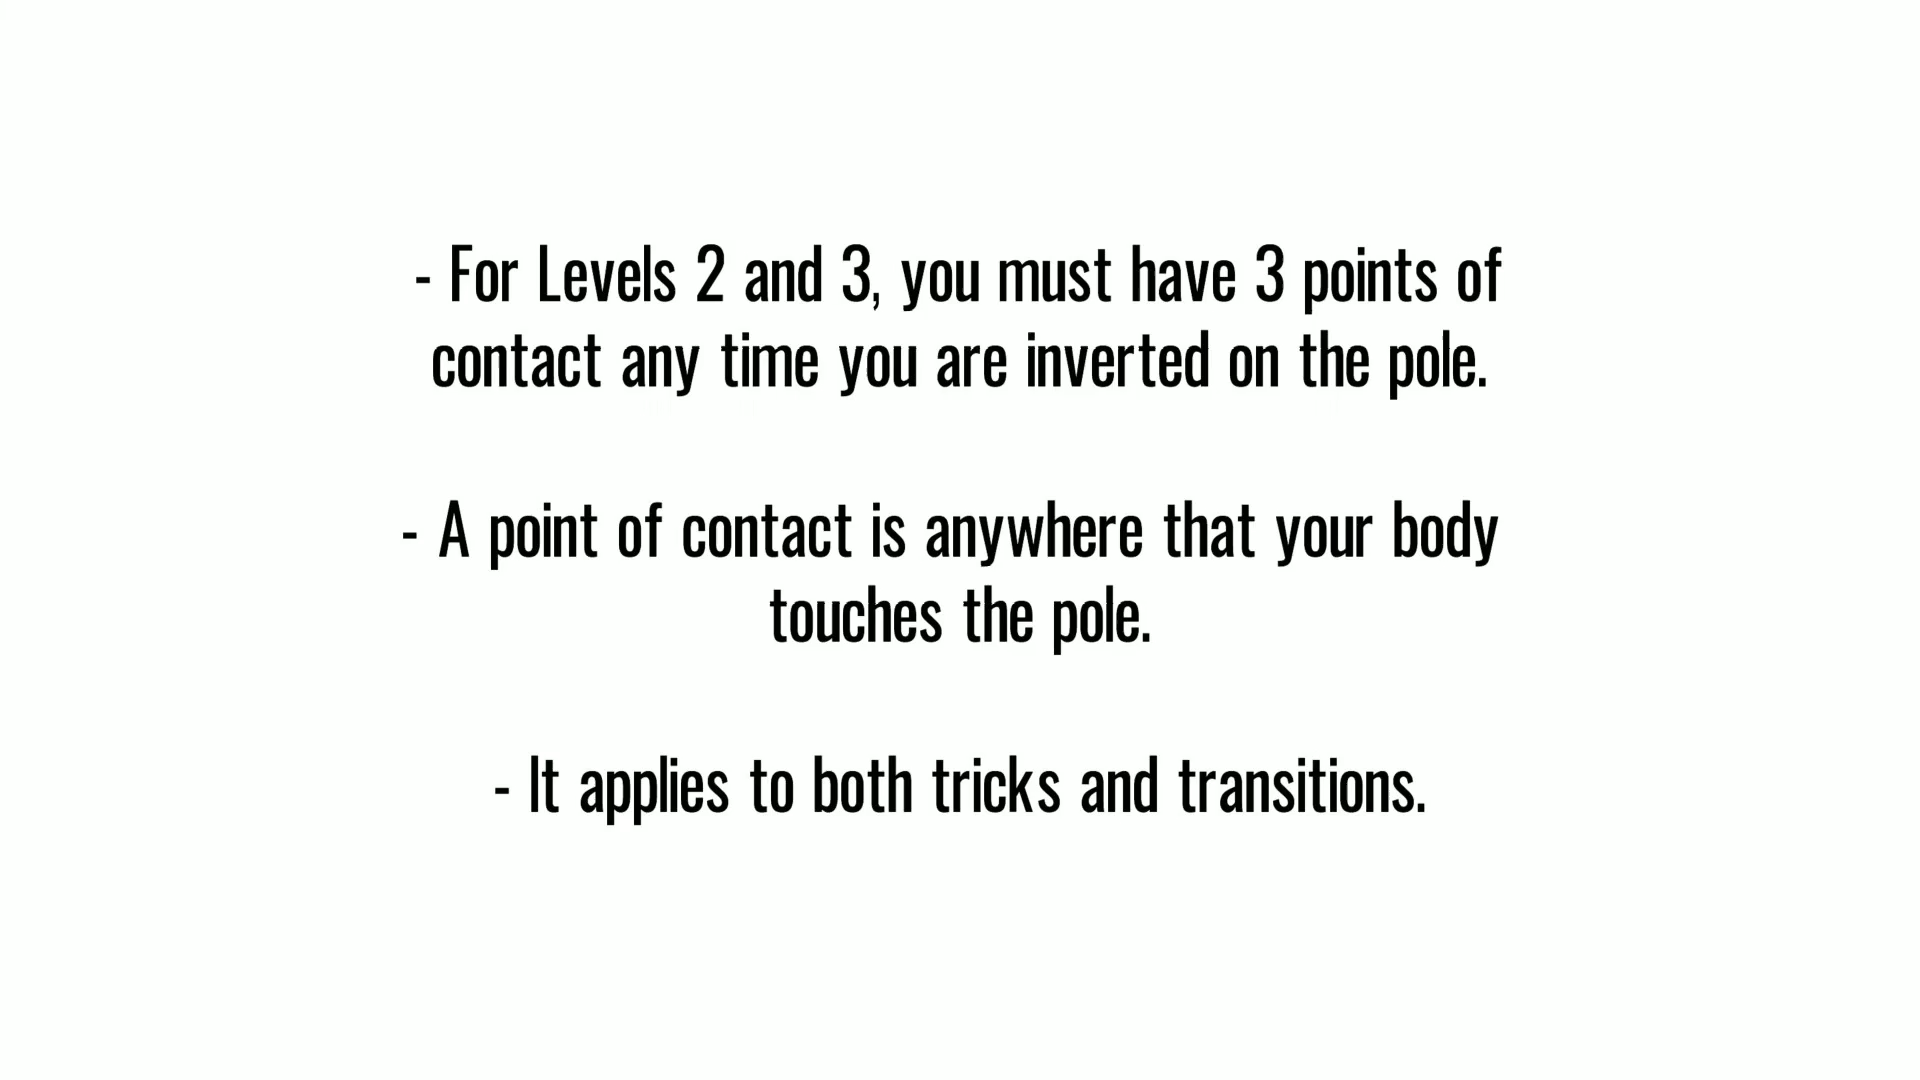 - For Levels 2 and 3, you must have 3 points of
contact any time you are inverted on the pole.
- A point of contact is anywhere that your body
touches the pole.
- It applies to both tricks and transitions.